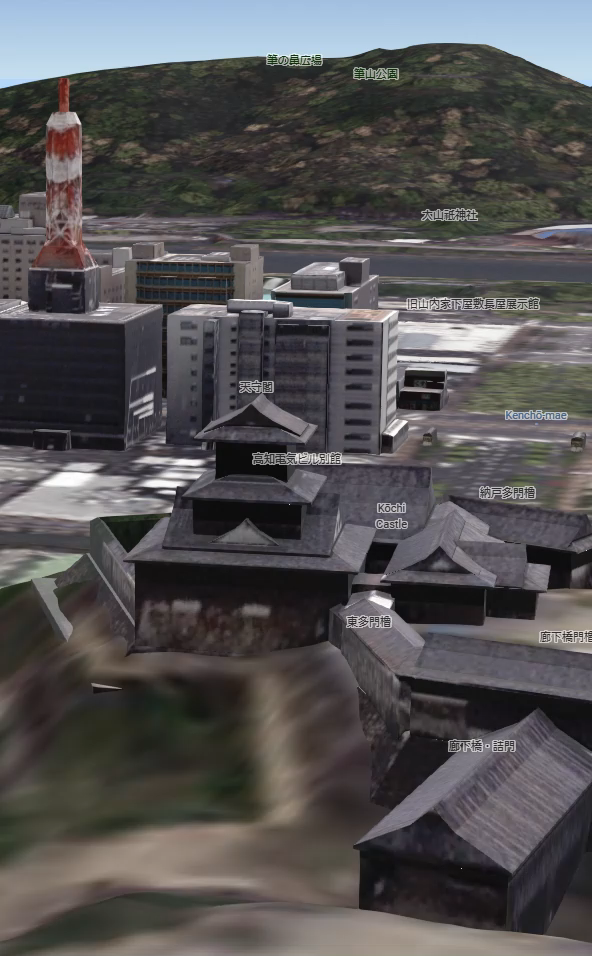 筆の島広場
筆山公園
大山祇神社
旧山内家下屋敷長屋展示館
天守閣
Kenchō-mae
高知電気ビル別館
納戸多門櫓
Kōchi
Castle
東多門櫓
廊下橋門櫓
廊下橋・詰門